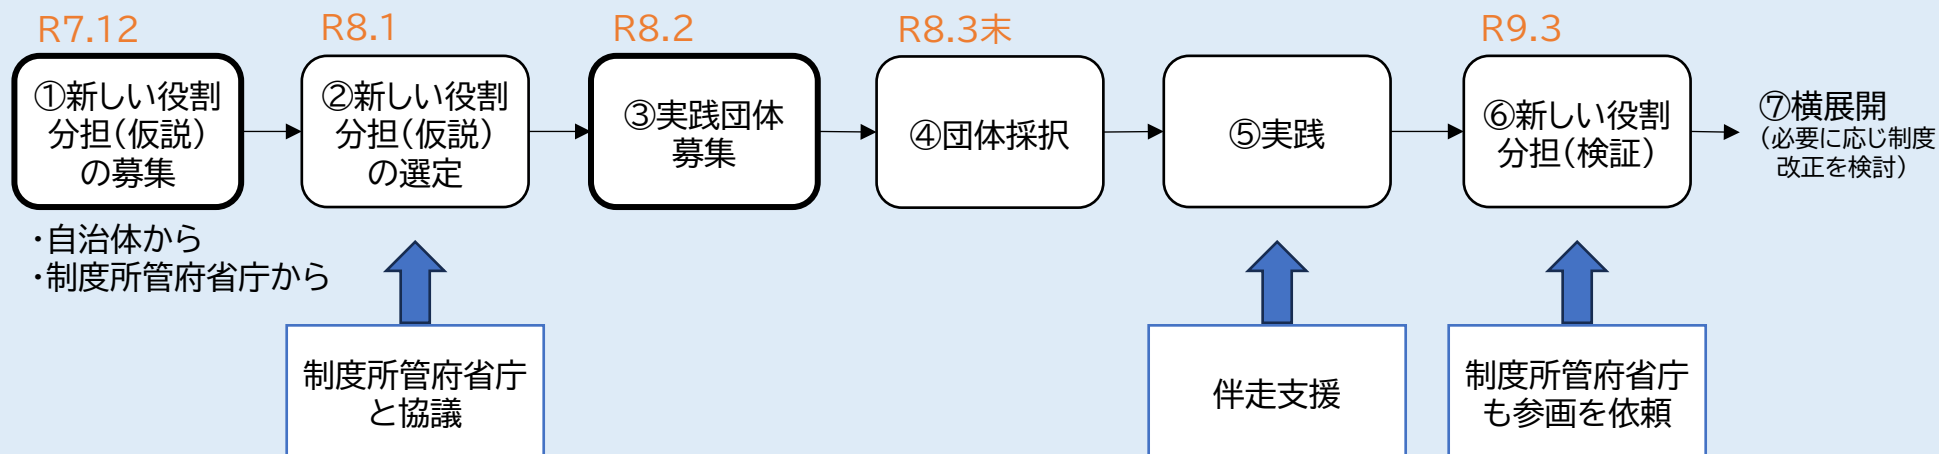 R7.12
R8.1
R8.2
R8.3末
R9.3
①新しい役割
分担(仮説)
の募集
②新しい役割
分担(仮説)
の選定
③実践団体
募集
④団体採択
⑤実践
⑥新しい役割
分担(検証)
⑦横展開
(必要に応じ制度
改正を検討)
・自治体から
・制度所管府省庁から
制度所管府省庁
と協議
伴走支援
制度所管府省庁
も参画を依頼